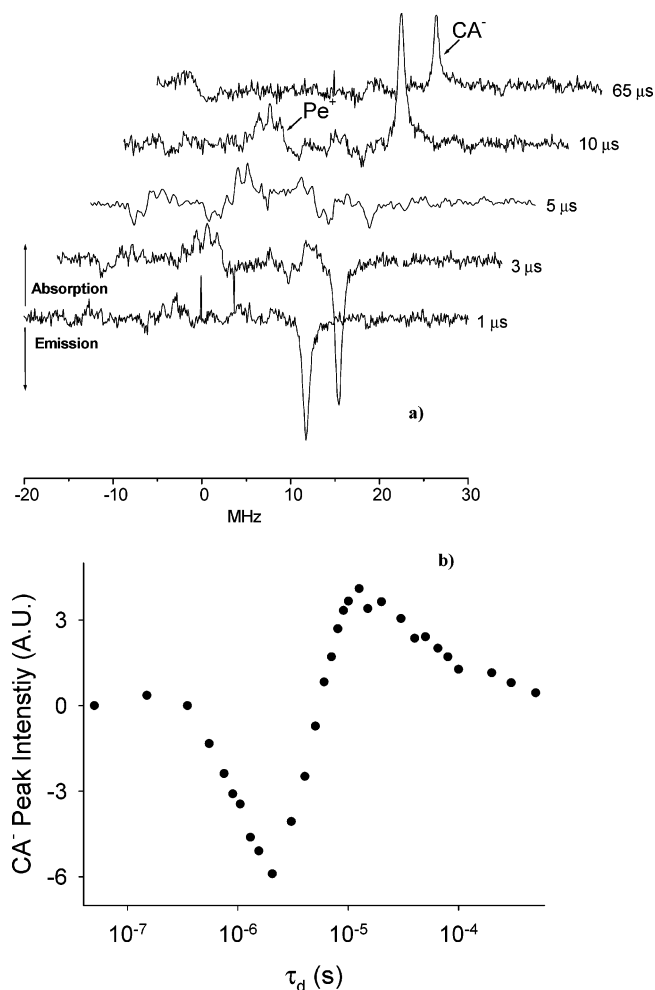 CA⁻
65 µs
Pe⁺
10 µs
5 µs
3 µs
Absorption
1 µs
Emission
a)
-20 -10 0 10 20 30
MHz
b)
CA⁻ Peak Intenstiy (A.U.)
3
0
-3
-6
10⁻⁷ 10⁻⁶ 10⁻⁵ 10⁻⁴
τd (s)